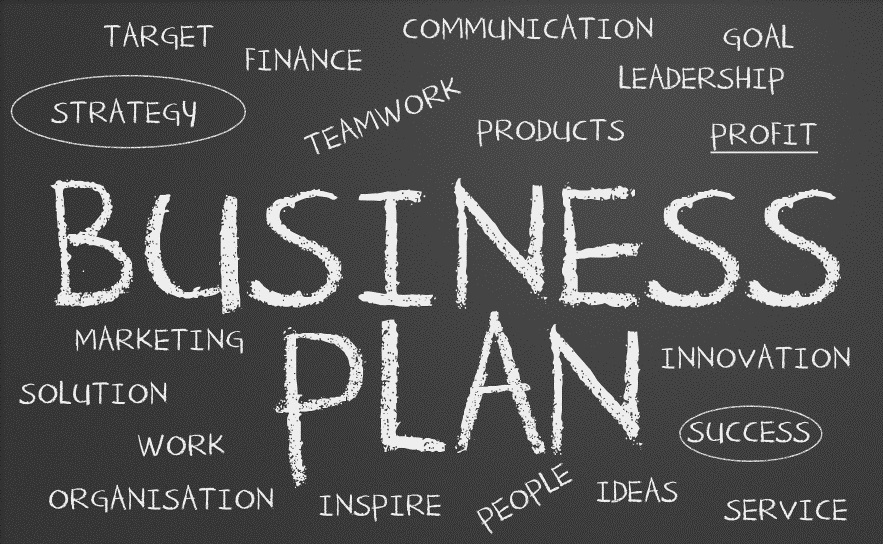 TARGET
COMMUNICATION
GOAL
FINANCE
LEADERSHIP
STRATEGY
TEAMWORK
PRODUCTS
PROFIT
BUSINESS
PLAN
MARKETING
INNOVATION
SOLUTION
SUCCESS
WORK
ORGANISATION
INSPIRE
PEOPLE
IDEAS
SERVICE